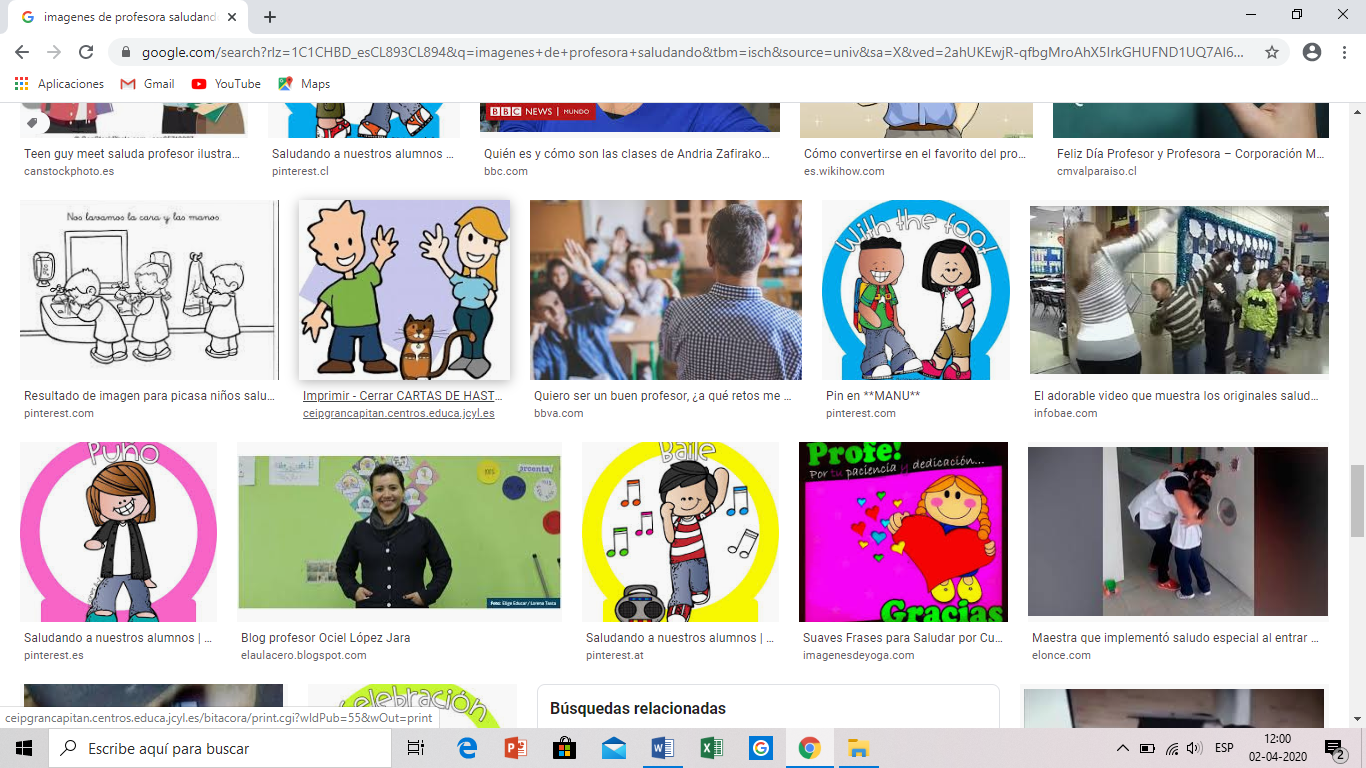 imagenes de profesora saludand
google.com/search?rlz=1C1CHBD_esCL893CL894&q=imagenes+de+profesora+saludando&tbm=isch&source=univ&sa=X&ved=2ahUKEwjR-qfbgMroAhX5IrkGHUFND1UQ7Al6...
Aplicaciones Gmail YouTube Maps
BBC NEWS | MUNDO
Teen guy meet saluda profesor ilustra... Saludando a nuestros alumnos ... Quién es y cómo son las clases de Andria Zafirako... Cómo convertirse en el favorito del pro... Feliz Día Profesor y Profesora – Corporación M...
canstockphoto.es pinterest.cl bbc.com es.wikihow.com cmvalparaiso.cl
Nos lavamos la cara y las manos
With the foot
Resultado de imagen para picasa niños salu... Imprimir - Cerrar CARTAS DE HAST... Quiero ser un buen profesor, ¿a qué retos me ... Pin en **MANU** El adorable video que muestra los originales salud...
pinterest.com ceipgrancapitan.centros.educa.jcyl.es bbva.com pinterest.com infobae.com
Puño
Baile
Profe!
Por tu paciencia y dedicación...
Gracias
Foto: Elige Educar / Lorena Tasca
Saludando a nuestros alumnos | ... Blog profesor Ociel López Jara Saludando a nuestros alumnos | ... Suaves Frases para Saludar por Cu... Maestra que implementó saludo especial al entrar ...
pinterest.es elaulacero.blogspot.com pinterest.at imagenesdeyoga.com elonce.com
Celebración
Búsquedas relacionadas
ceipgrancapitan.centros.educa.jcyl.es/bitacora/print.cgi?wIdPub=55&wOut=print
Escribe aquí para buscar
ESP
12:00
02-04-2020
2